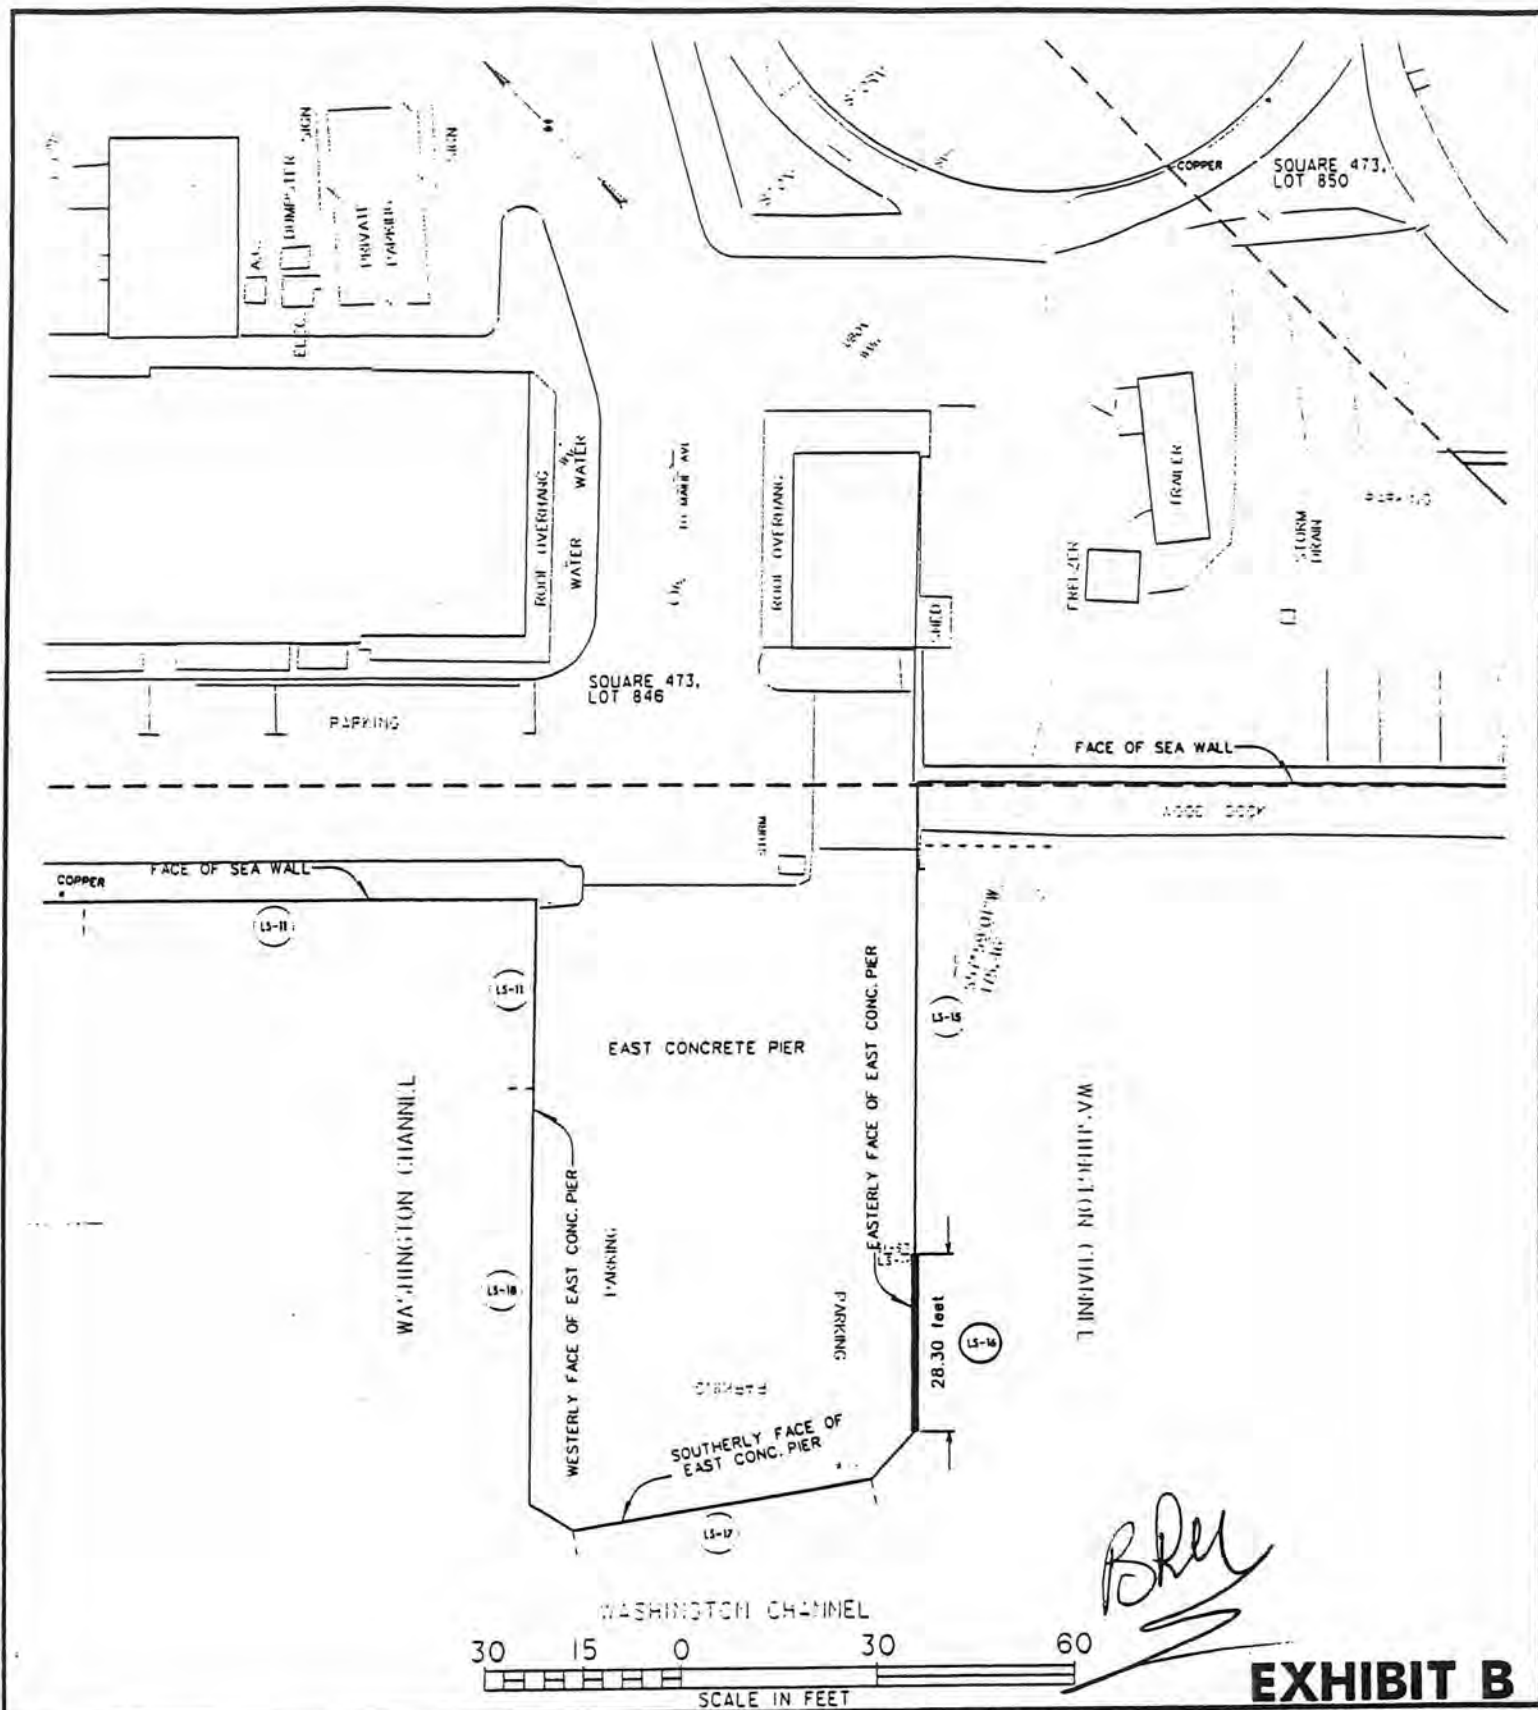 SIGN
SIGN
DUMPSTER
A.C.
PRIVATE
PARKING
ELEC.
COPPER
SQUARE 473,
LOT 850
ROOF OVERHANG
WATER
WATER
ROOF OVERHANG
SHED
TRAILER
FREEZER
STORM
DRAIN
PARKING
SQUARE 473,
LOT 846
PARKING
FACE OF SEA WALL
WOOD DOCK
STORM
COPPER
FACE OF SEA WALL
LS-11
LS-11
LS-15
EAST CONCRETE PIER
EASTERLY FACE OF EAST CONC. PIER
WASHINGTON CHANNEL
WASHINGTON CHANNEL
WESTERLY FACE OF EAST CONC. PIER
PARKING
LS-18
PARKING
28.30 feet
LS-16
PARKING
SOUTHERLY FACE OF
EAST CONC. PIER
LS-17
WASHINGTON CHANNEL
30 15 0 30 60
SCALE IN FEET
EXHIBIT B